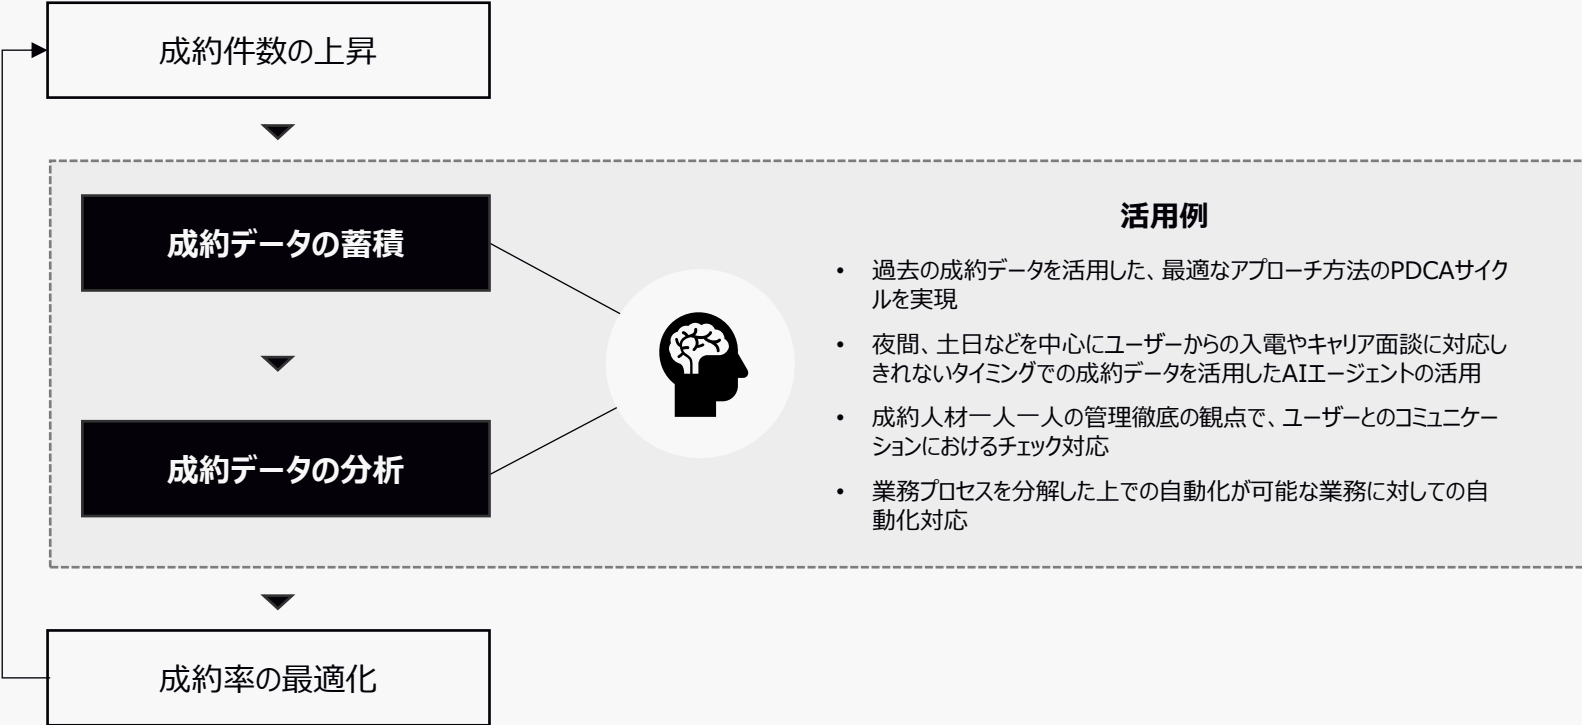 成約件数の上昇
成約データの蓄積
成約データの分析
成約率の最適化
活用例
• 過去の成約データを活用した、最適なアプローチ方法のPDCAサイク
ルを実現
• 夜間、土日などを中心にユーザーからの入電やキャリア面談に対応し
きれないタイミングでの成約データを活用したAIエージェントの活用
• 成約人材一人一人の管理徹底の観点で、ユーザーとのコミュニケー
ションにおけるチェック対応
• 業務プロセスを分解した上での自動化が可能な業務に対しての自
動化対応